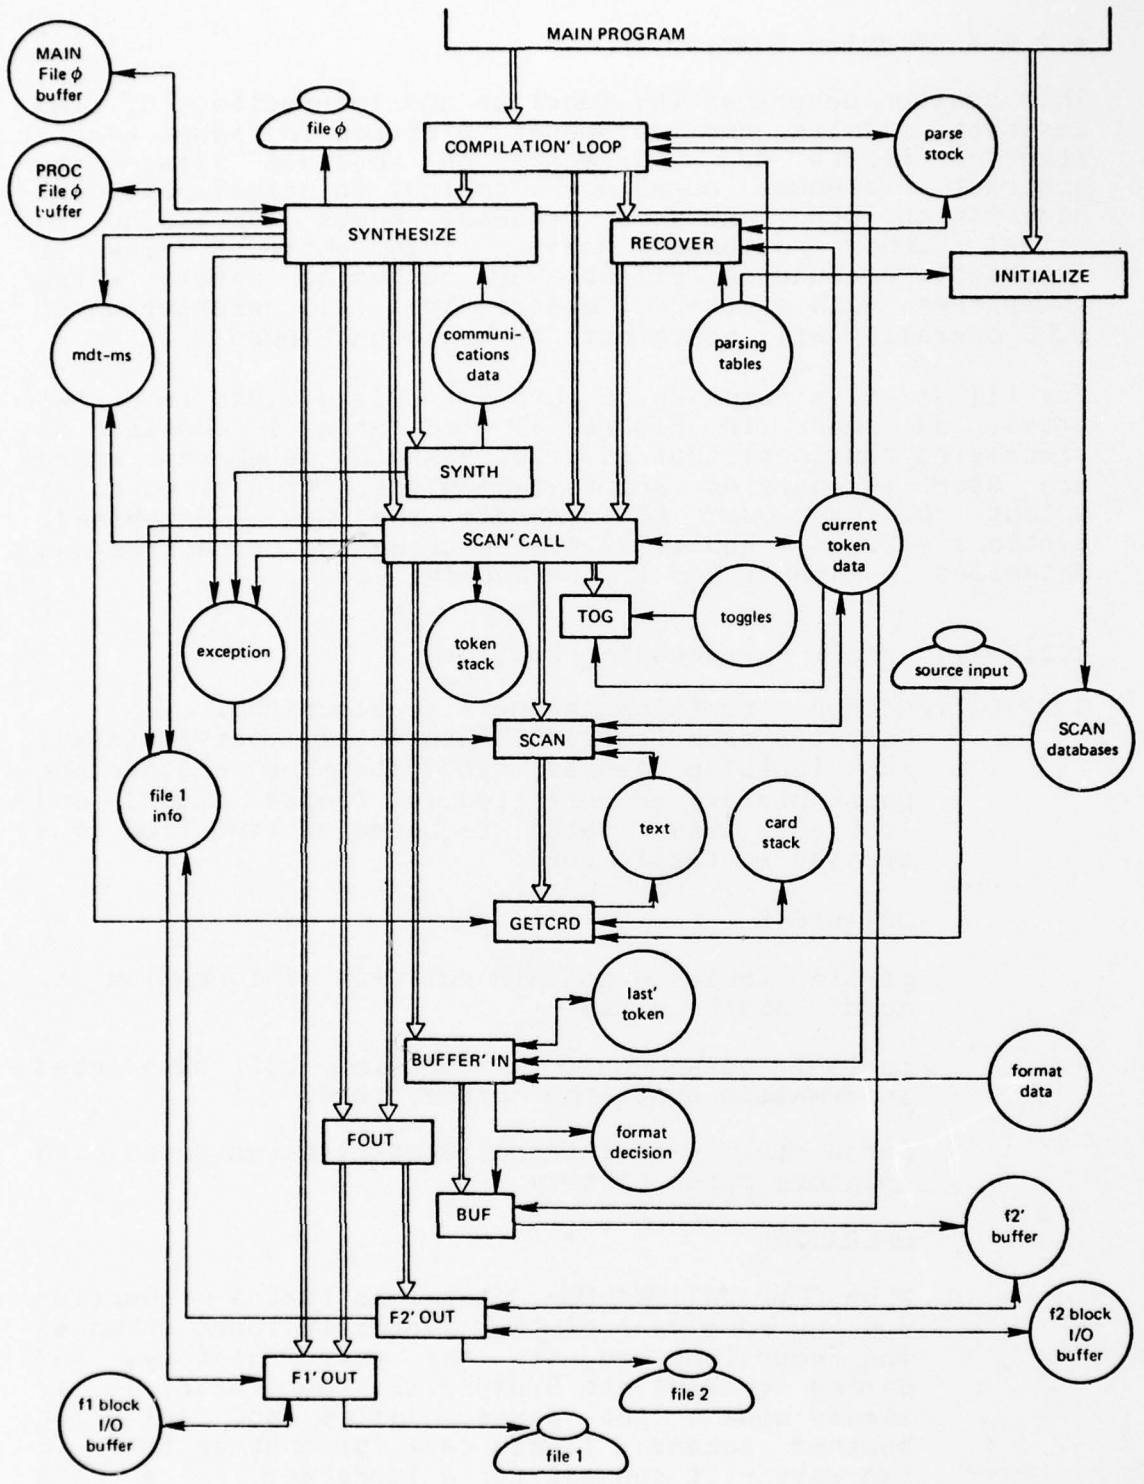 MAIN PROGRAM
MAIN
File ϕ
buffer
file ϕ
COMPILATION' LOOP
parse
stock
PROC
File ϕ
buffer
SYNTHESIZE
RECOVER
INITIALIZE
mdt-ms
communi-
cations
data
parsing
tables
SYNTH
SCAN' CALL
current
token
data
TOG
toggles
exception
token
stack
source input
SCAN
SCAN
databases
file 1
info
text
card
stack
GETCRD
last'
token
BUFFER' IN
format
data
FOUT
format
decision
BUF
f2'
buffer
F2' OUT
f2 block
I/O
buffer
F1' OUT
file 2
f1 block
I/O
buffer
file 1